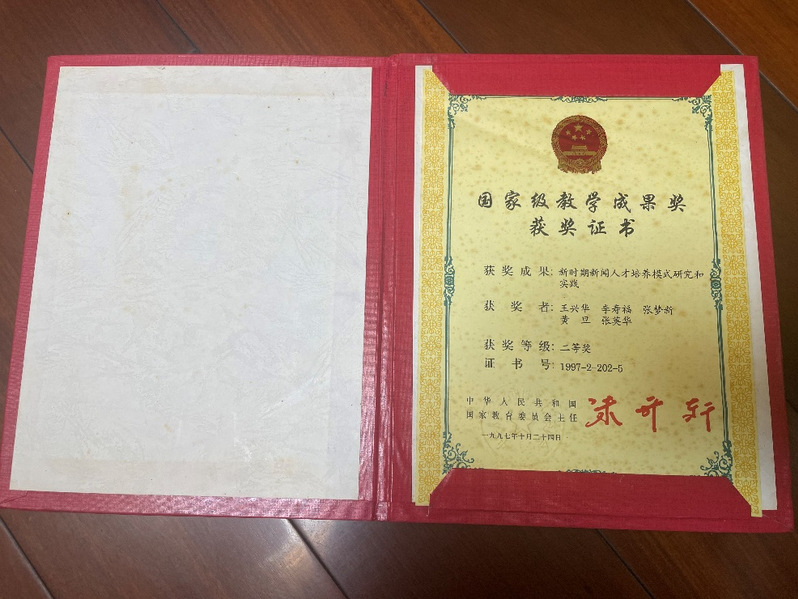 国家级教学成果奖
获奖证书
获奖成果：新时期新闻人才培养模式研究和
实践
获奖者：王兴华 李寿福 张梦新
黄旦 张英华
获奖等级：二等奖
证书号：1997-2-202-5
中华人民共和国
国家教育委员会主任 朱开轩
一九九七年十月二十四日